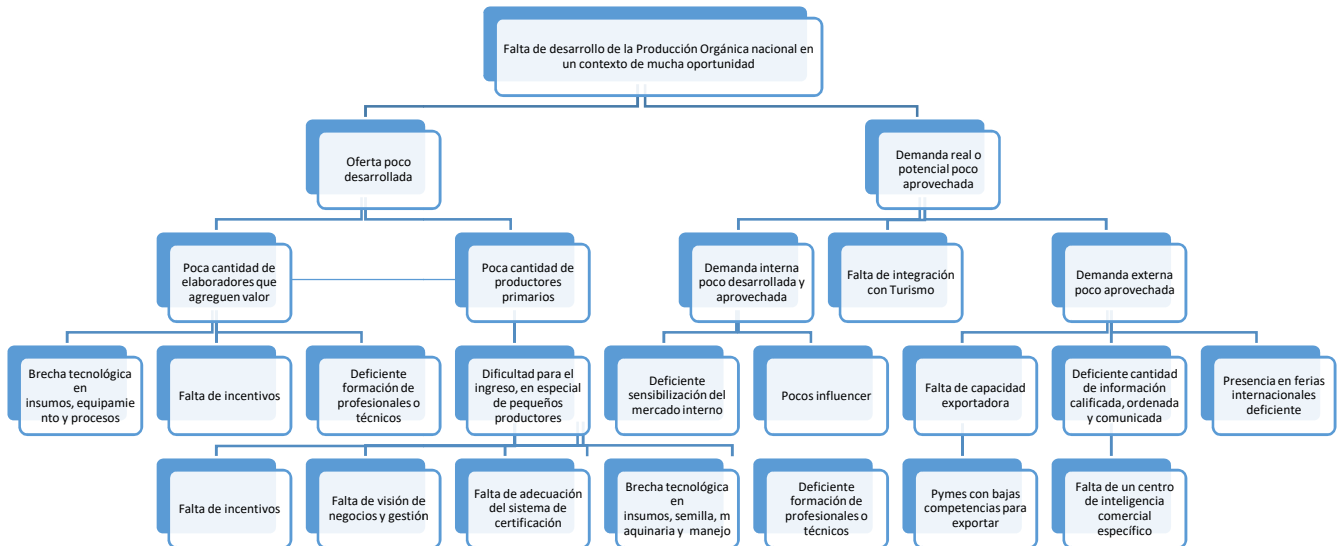 Falta de desarrollo de la Producción Orgánica nacional en
un contexto de mucha oportunidad
Oferta poco
desarrollada
Demanda real o
potencial poco
aprovechada
Poca cantidad de
elaboradores que
agreguen valor
Poca cantidad de
productores
primarios
Demanda interna
poco desarrollada y
aprovechada
Falta de integración
con Turismo
Demanda externa
poco aprovechada
Brecha tecnológica
en
insumos, equipamie
nto y procesos
Falta de incentivos
Deficiente
formación de
profesionales o
técnicos
Dificultad para el
ingreso, en especial
de pequeños
productores
Deficiente
sensibilización del
mercado interno
Pocos influencer
Falta de capacidad
exportadora
Deficiente cantidad
de información
calificada, ordenada
y comunicada
Presencia en ferias
internacionales
deficiente
Falta de incentivos
Falta de visión de
negocios y gestión
Falta de adecuación
del sistema de
certificación
Brecha tecnológica
en
insumos, semilla, m
aquinaria y manejo
Deficiente
formación de
profesionales o
técnicos
Pymes con bajas
competencias para
exportar
Falta de un centro
de inteligencia
comercial
específico